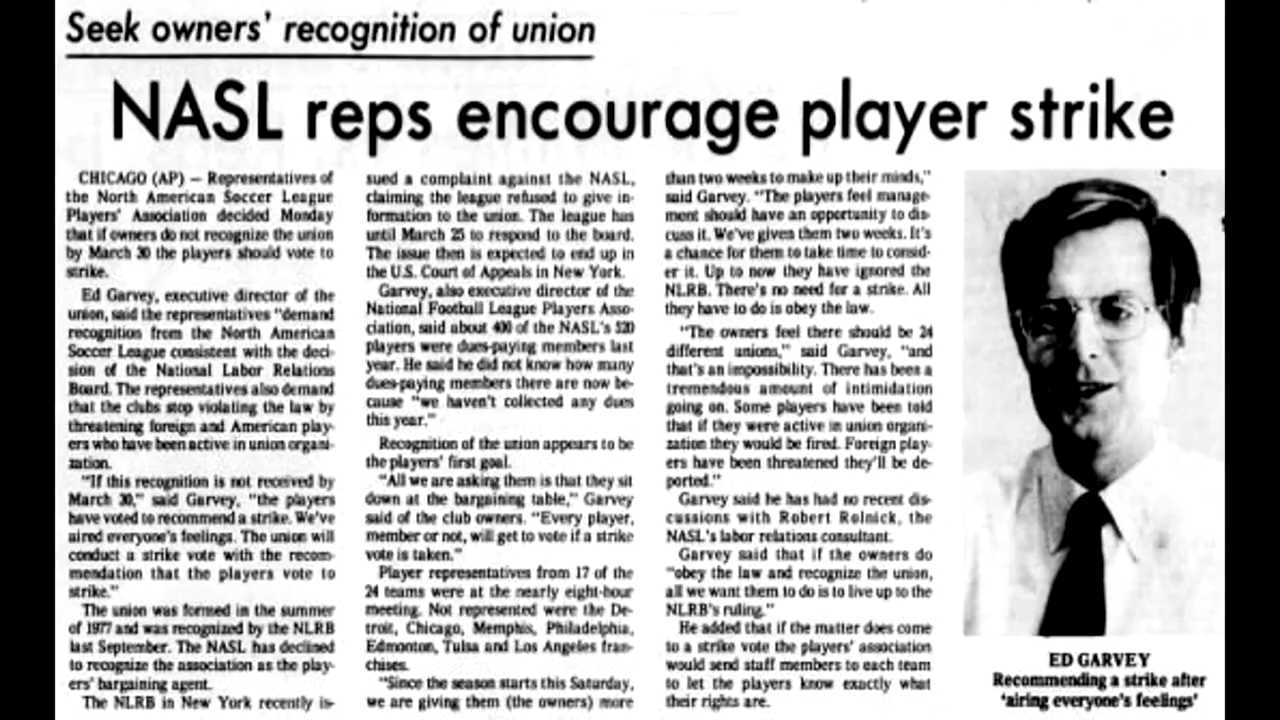 Seek owners' recognition of union
NASL reps encourage player strike
CHICAGO (AP) — Representatives of
the North American Soccer League
Players' Association decided Monday
that if owners do not recognize the union
by March 30 the players should vote to
strike.
Ed Garvey, executive director of the
union, said the representatives "demand
recognition from the North American
Soccer League consistent with the deci-
sion of the National Labor Relations
Board. The representatives also demand
that the clubs stop violating the law by
threatening foreign and American play-
ers who have been active in union organi-
zation.
"If this recognition is not received by
March 30," said Garvey, "the players
have voted to recommend a strike. We've
aired everyone's feelings. The union will
conduct a strike vote with the recom-
mendation that the players vote to
strike."
The union was formed in the summer
of 1977 and was recognized by the NLRB
last September. The NASL has declined
to recognize the association as the play-
ers' bargaining agent.
The NLRB in New York recently is-
sued a complaint against the NASL,
claiming the league refused to give in-
formation to the union. The league has
until March 25 to respond to the board.
The issue then is expected to end up in
the U.S. Court of Appeals in New York.
Garvey, also executive director of the
National Football League Players Asso-
ciation, said about 400 of the NASL's 520
players were dues-paying members last
year. He said he did not know how many
dues-paying members there are now be-
cause "we haven't collected any dues
this year."
Recognition of the union appears to be
the players' first goal.
"All we are asking them is that they sit
down at the bargaining table," Garvey
said of the club owners. "Every player,
member or not, will get to vote if a strike
vote is taken."
Player representatives from 17 of the
24 teams were at the nearly eight-hour
meeting. Not represented were the De-
troit, Chicago, Memphis, Philadelphia,
Edmonton, Tulsa and Los Angeles fran-
chises.
"Since the season starts this Saturday,
we are giving them (the owners) more
than two weeks to make up their minds,"
said Garvey. "The players feel manage-
ment should have an opportunity to dis-
cuss it. We've given them two weeks. It's
a chance for them to take time to consid-
er it. Up to now they have ignored the
NLRB. There's no need for a strike. All
they have to do is obey the law.
"The owners feel there should be 24
different unions," said Garvey, "and
that's an impossibility. There has been a
tremendous amount of intimidation
going on. Some players have been told
that if they were active in union organi-
zation they would be fired. Foreign play-
ers have been threatened they'll be de-
ported."
Garvey said he has had no recent dis-
cussions with Robert Rolnick, the
NASL's labor relations consultant.
Garvey said that if the owners do
"obey the law and recognize the union,
all we want them to do is to live up to the
NLRB's ruling."
He added that if the matter does come
to a strike vote the players' association
would send staff members to each team
to let the players know exactly what
their rights are.
ED GARVEY
Recommending a strike after
'airing everyone's feelings'